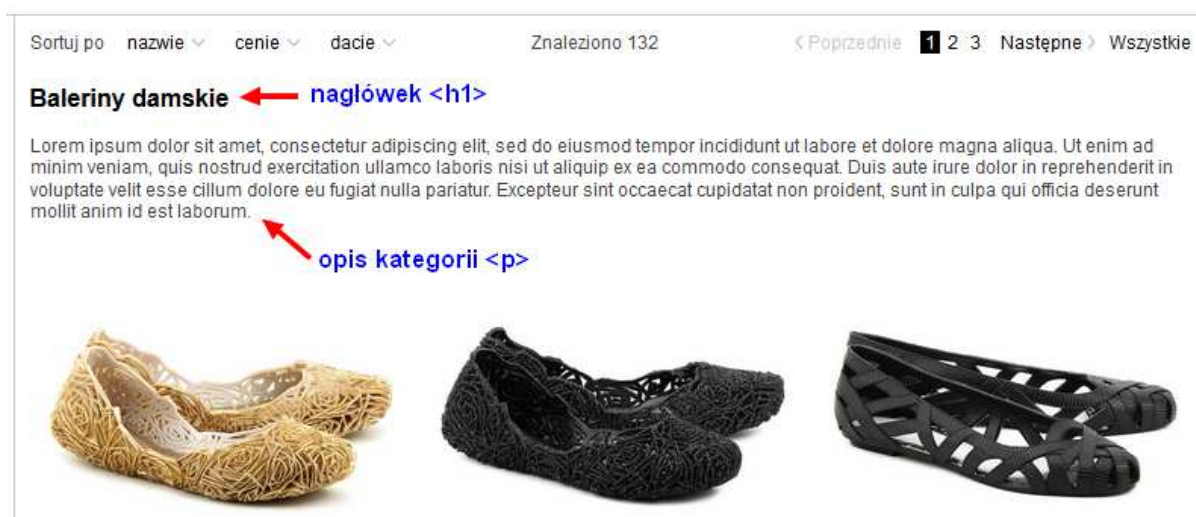 Sortuj po nazwie cenie dacie Znaleziono 132 Poprzednie 1 2 3 Następne Wszystkie
Baleriny damskie nagłówek <h1>
Lorem ipsum dolor sit amet, consectetur adipiscing elit, sed do eiusmod tempor incididunt ut labore et dolore magna aliqua. Ut enim ad
minim veniam, quis nostrud exercitation ullamco laboris nisi ut aliquip ex ea commodo consequat. Duis aute irure dolor in reprehenderit in
voluptate velit esse cillum dolore eu fugiat nulla pariatur. Excepteur sint occaecat cupidatat non proident, sunt in culpa qui officia deserunt
mollit anim id est laborum.
opis kategorii <p>